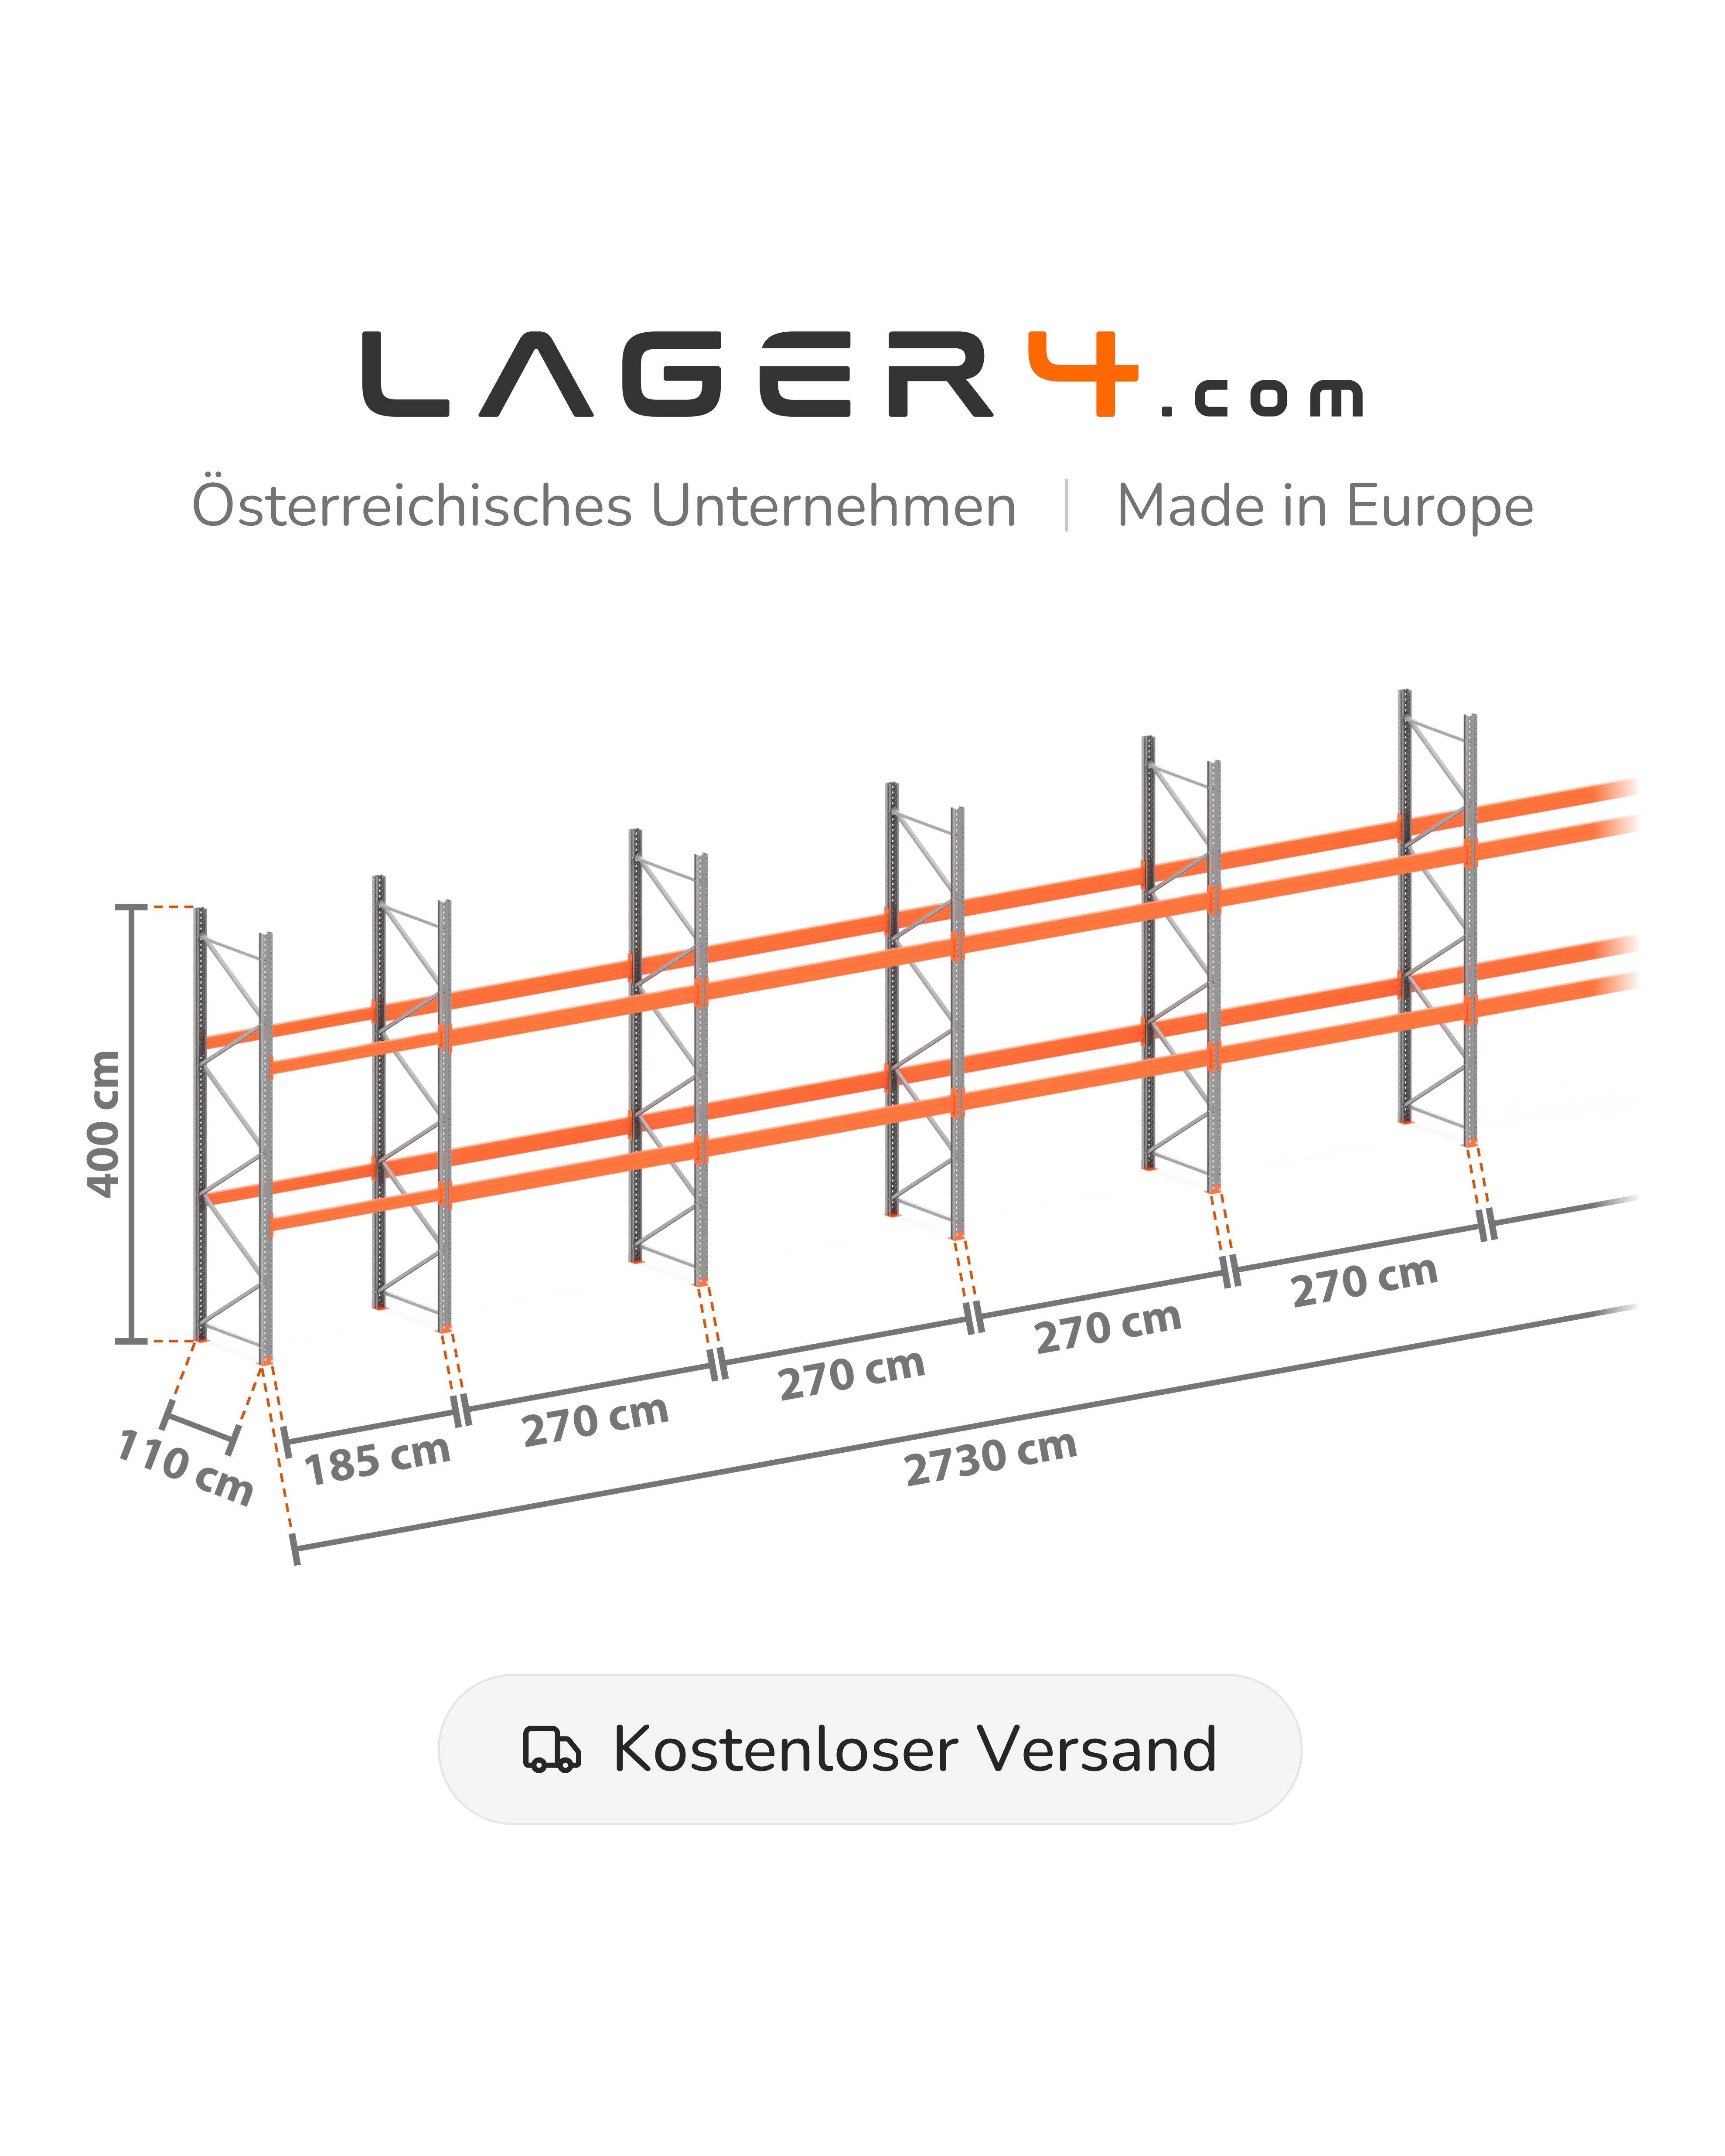 LAGER4.com
Österreichisches Unternehmen | Made in Europe
400 cm
110 cm
185 cm
270 cm
270 cm
270 cm
270 cm
2730 cm
Kostenloser Versand